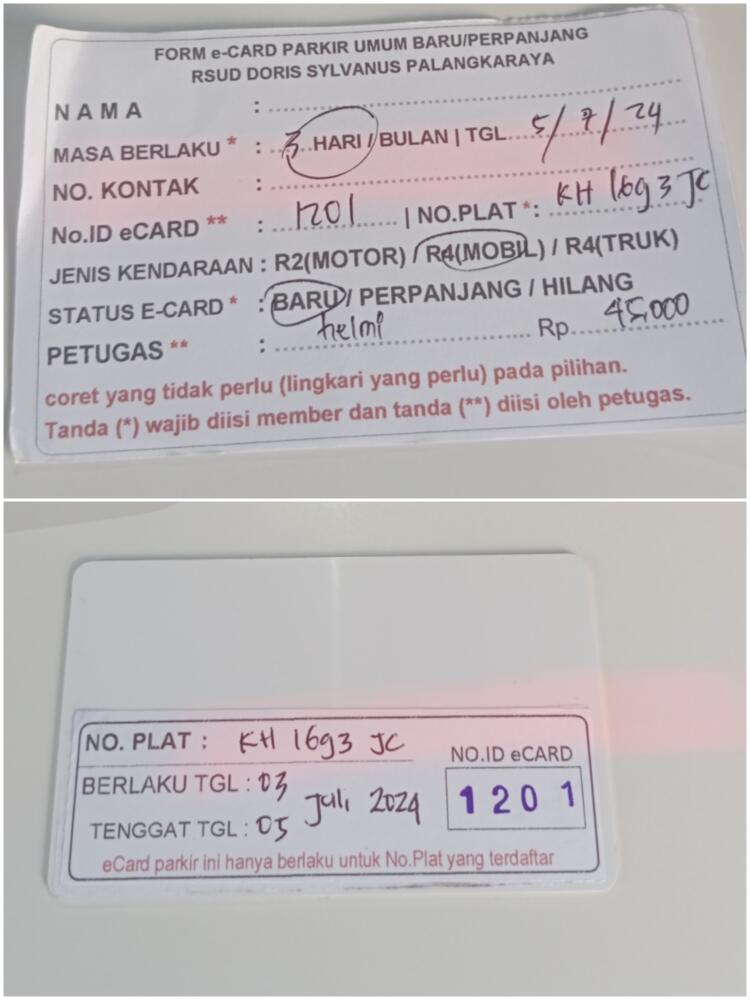 FORM e-CARD PARKIR UMUM BARU/PERPANJANG
RSUD DORIS SYLVANUS PALANGKARAYA
NAMA :
MASA BERLAKU * : 3 HARI / BULAN | TGL 5/7/24
NO. KONTAK :
No.ID eCARD ** : 1201 | NO.PLAT *: KH 1693 JC
JENIS KENDARAAN : R2(MOTOR) / R4(MOBIL) / R4(TRUK)
STATUS E-CARD * : BARU / PERPANJANG / HILANG
PETUGAS ** : helmi Rp. 45,000
coret yang tidak perlu (lingkari yang perlu) pada pilihan.
Tanda (*) wajib diisi member dan tanda (**) diisi oleh petugas.
NO. PLAT : KH 1693 JC
NO.ID eCARD
BERLAKU TGL : 03
Juli 2024
1201
TENGGAT TGL : 05
eCard parkir ini hanya berlaku untuk No.Plat yang terdaftar